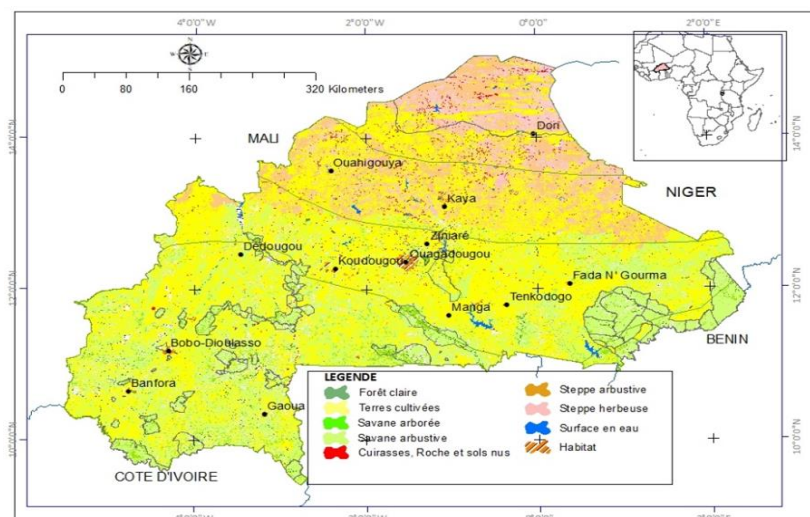 4°0'0"W 2°0'0"W 0°0'0" 2°0'0"E
0 80 160 320 Kilometers
14°0'0"N
14°0'0"N
MALI
Dori
Ouahigouya
NIGER
Kaya
Ziniaré
Dédougou
Ouagadougou
Koudougou
Fada N' Gourma
12°0'0"N
12°0'0"N
Tenkodogo
Manga
BENIN
Bobo-Dioulasso
Banfora
Gaoua
LEGENDE
Forêt claire
Terres cultivées
Savane arborée
Savane arbustive
Cuirasses, Roche et sols nus
Steppe arbustive
Steppe herbeuse
Surface en eau
Habitat
10°0'0"N
10°0'0"N
COTE D'IVOIRE